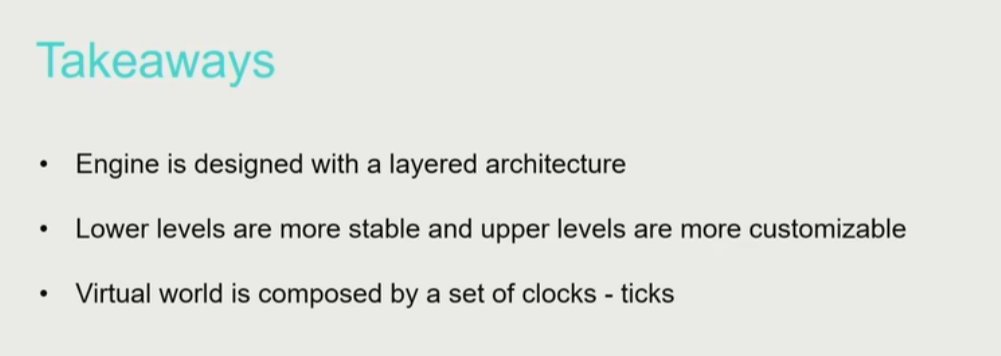 Takeaways
• Engine is designed with a layered architecture
• Lower levels are more stable and upper levels are more customizable
• Virtual world is composed by a set of clocks - ticks